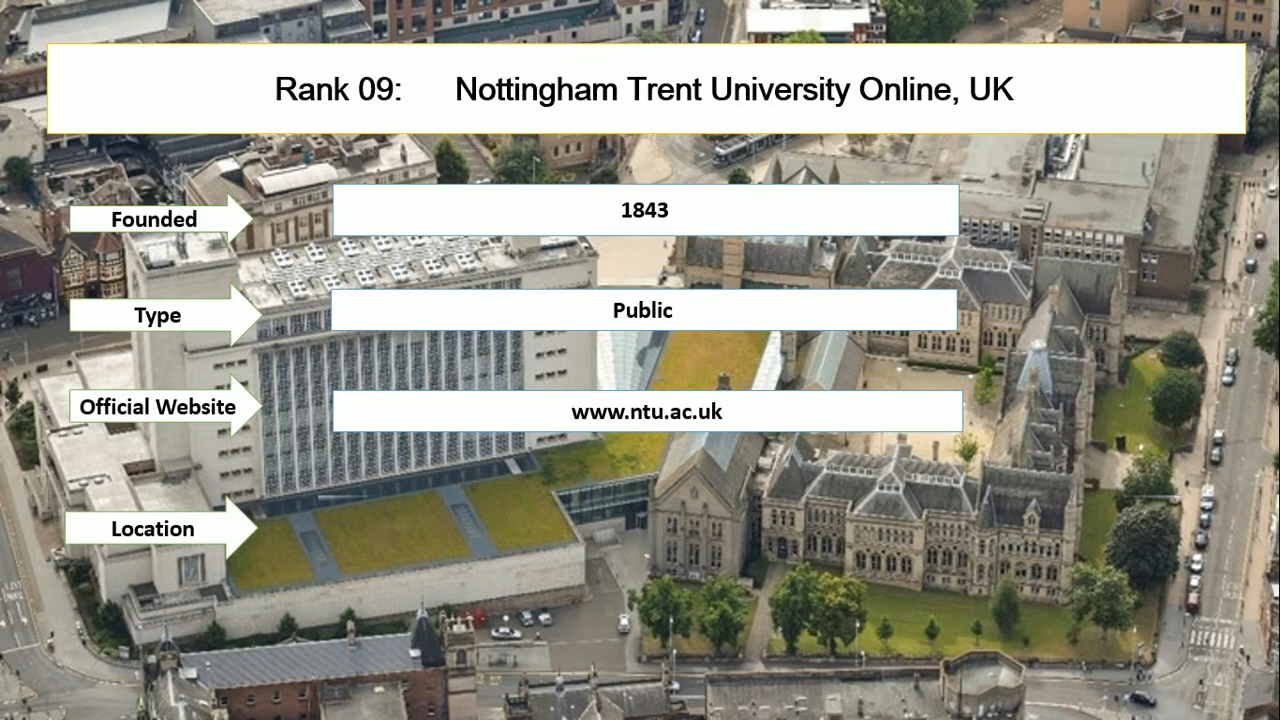 Rank 09: Nottingham Trent University Online, UK
Founded
1843
Type
Public
Official Website
www.ntu.ac.uk
Location